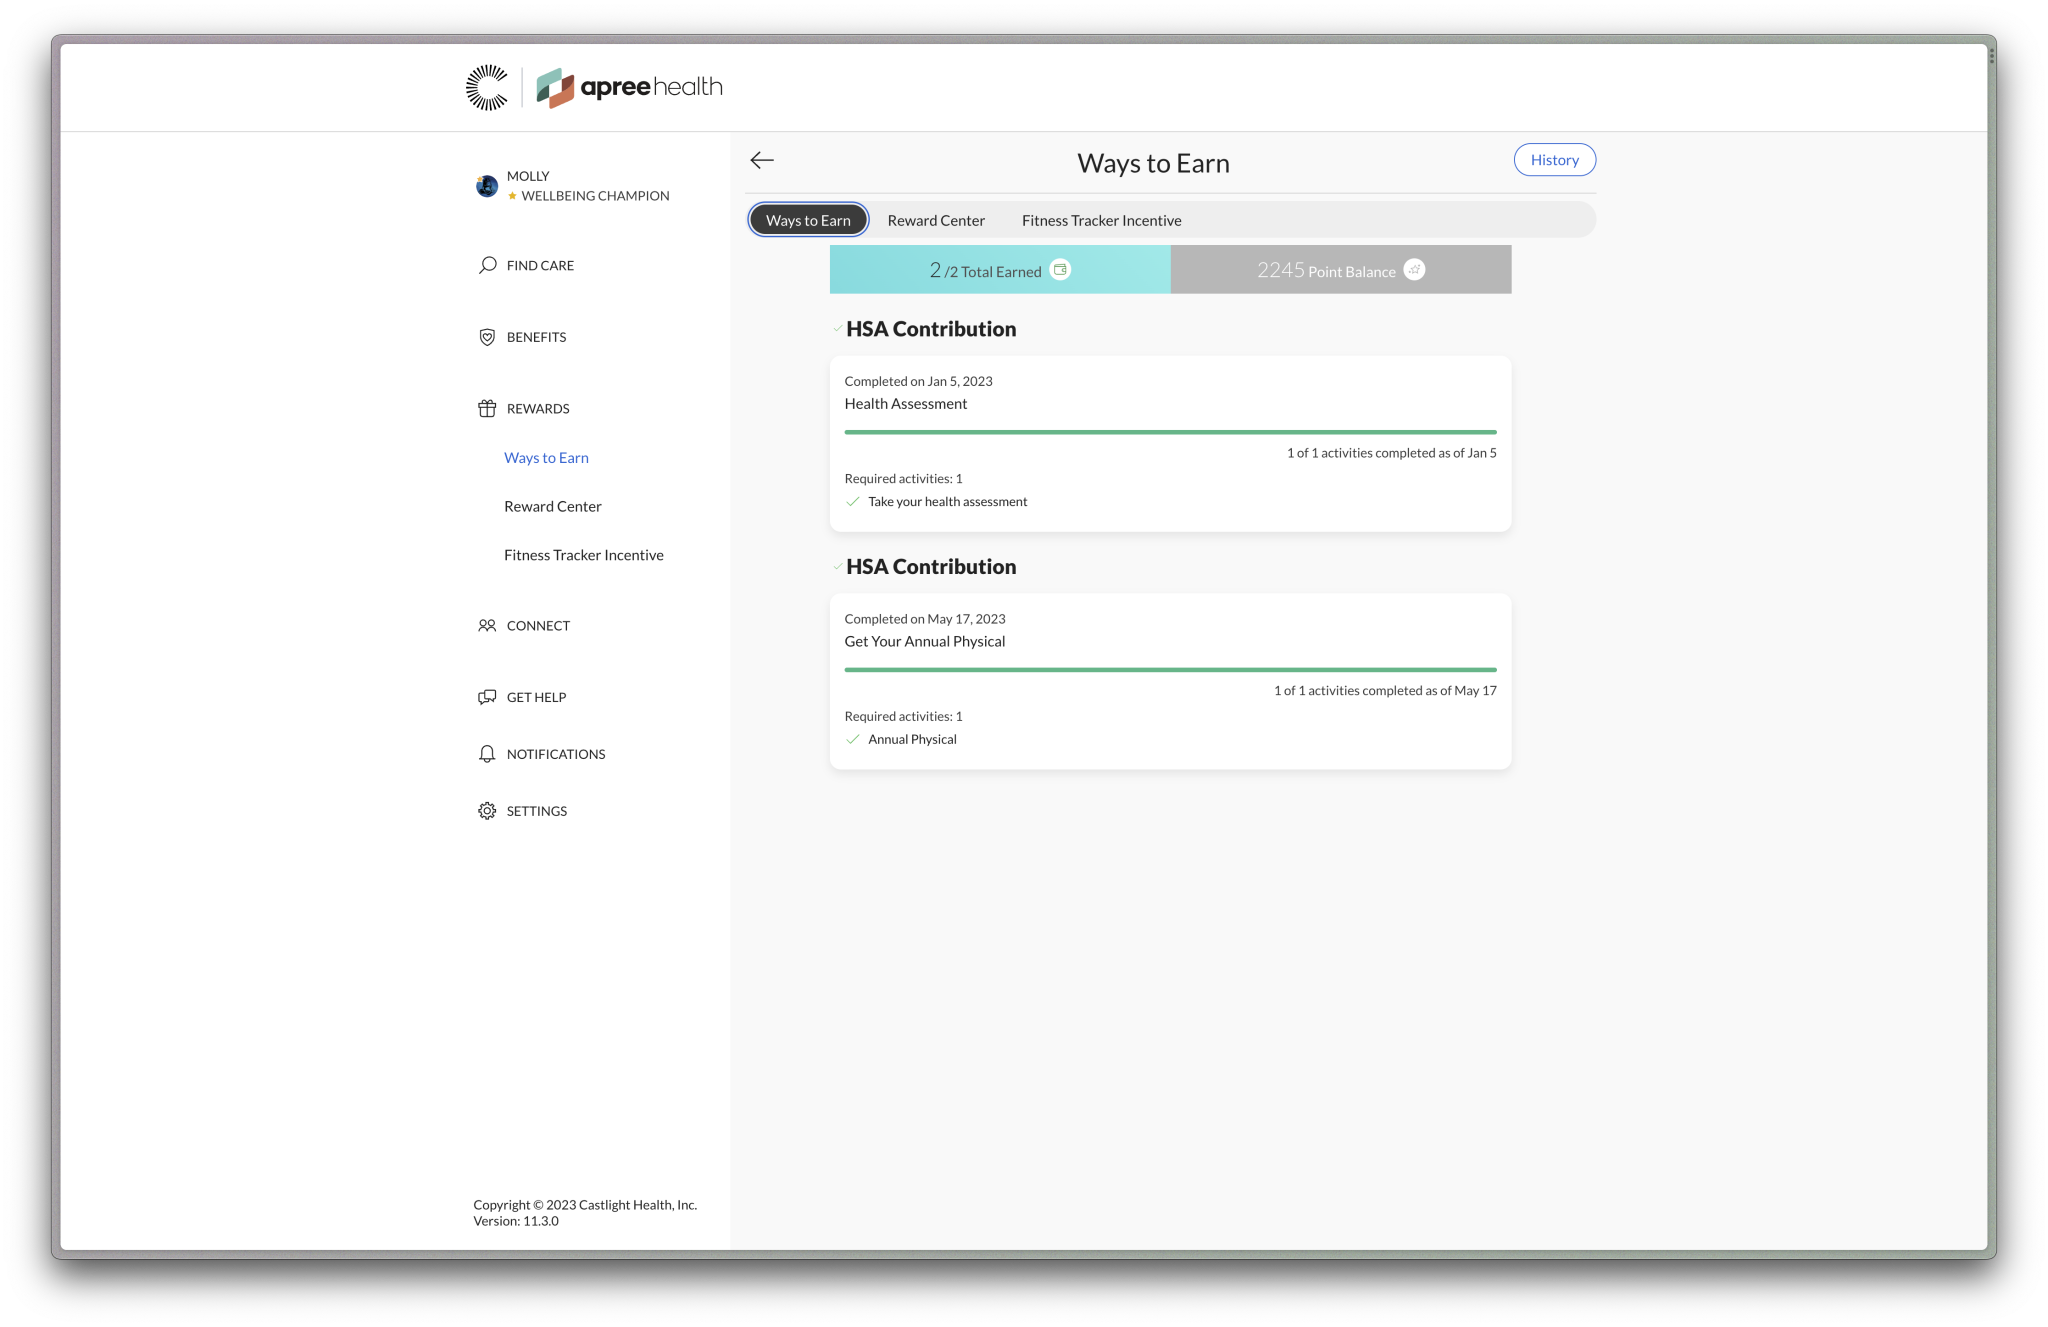 apree health
MOLLY
WELLBEING CHAMPION
FIND CARE
BENEFITS
REWARDS
Ways to Earn
Reward Center
Fitness Tracker Incentive
CONNECT
GET HELP
NOTIFICATIONS
SETTINGS
Copyright © 2023 Castlight Health, Inc.
Version: 11.3.0
Ways to Earn
History
Ways to Earn Reward Center Fitness Tracker Incentive
2 /2 Total Earned 2245 Point Balance
HSA Contribution
Completed on Jan 5, 2023
Health Assessment
1 of 1 activities completed as of Jan 5
Required activities: 1
Take your health assessment
HSA Contribution
Completed on May 17, 2023
Get Your Annual Physical
1 of 1 activities completed as of May 17
Required activities: 1
Annual Physical